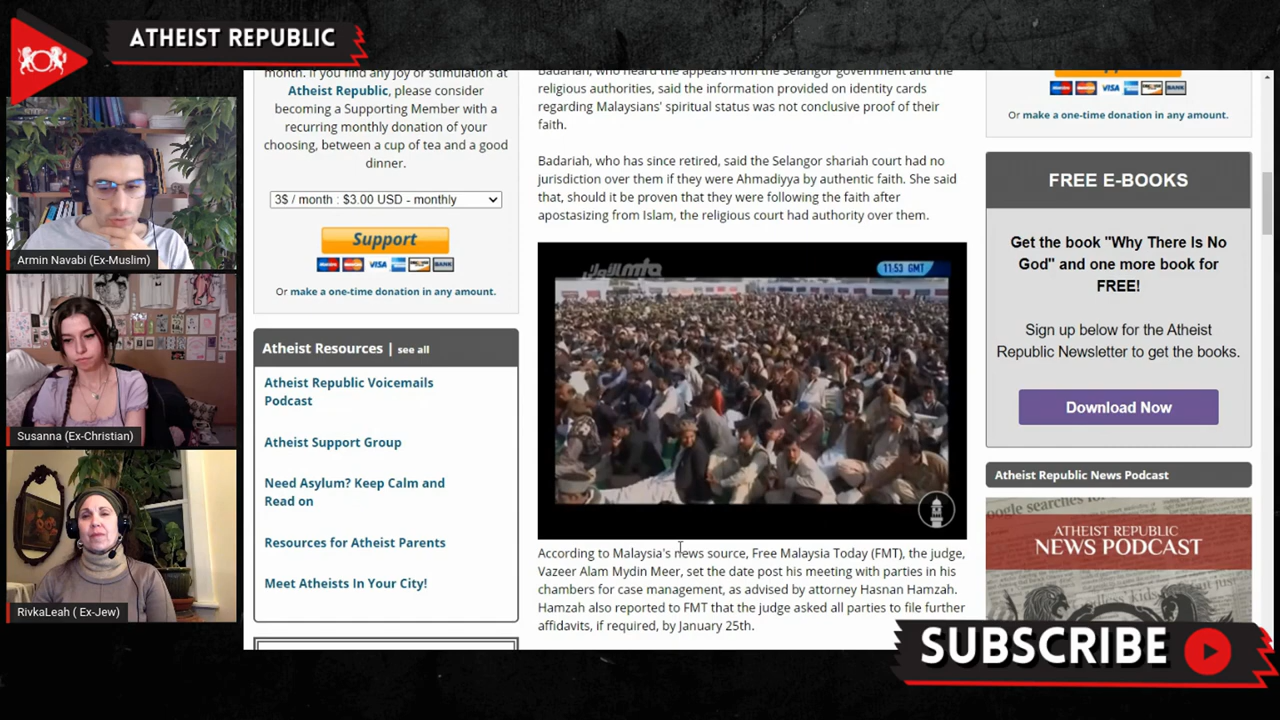 ATHEIST REPUBLIC
Armin Navabi (Ex-Muslim)
Susanna (Ex-Christian)
RivkaLeah ( Ex-Jew)
month. If you find any joy or stimulation at
Atheist Republic, please consider
becoming a Supporting Member with a
recurring monthly donation of your
choosing, between a cup of tea and a good
dinner.
3$ / month : $3.00 USD - monthly
Support
VISA
BANK
Or make a one-time donation in any amount.
Atheist Resources | see all
Atheist Republic Voicemails
Podcast
Atheist Support Group
Need Asylum? Keep Calm and
Read on
Resources for Atheist Parents
Meet Atheists In Your City!
Badariah, who heard the appeals from the Selangor government and the
religious authorities, said the information provided on identity cards
regarding Malaysians' spiritual status was not conclusive proof of their
faith.
Badariah, who has since retired, said the Selangor shariah court had no
jurisdiction over them if they were Ahmadiyya by authentic faith. She said
that, should it be proven that they were following the faith after
apostasizing from Islam, the religious court had authority over them.
mta
11:53 GMT
According to Malaysia's news source, Free Malaysia Today (FMT), the judge,
Vazeer Alam Mydin Meer, set the date post his meeting with parties in his
chambers for case management, as advised by attorney Hasnan Hamzah.
Hamzah also reported to FMT that the judge asked all parties to file further
affidavits, if required, by January 25th.
VISA
BANK
Or make a one-time donation in any amount.
FREE E-BOOKS
Get the book "Why There Is No
God" and one more book for
FREE!
Sign up below for the Atheist
Republic Newsletter to get the books.
Download Now
Atheist Republic News Podcast
ATHEIST REPUBLIC
NEWS PODCAST
SUBSCRIBE